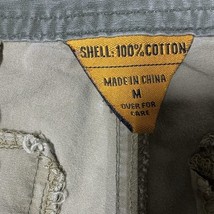 SHELL: 100% COTTON
MADE IN CHINA
M
OVER FOR
CARE